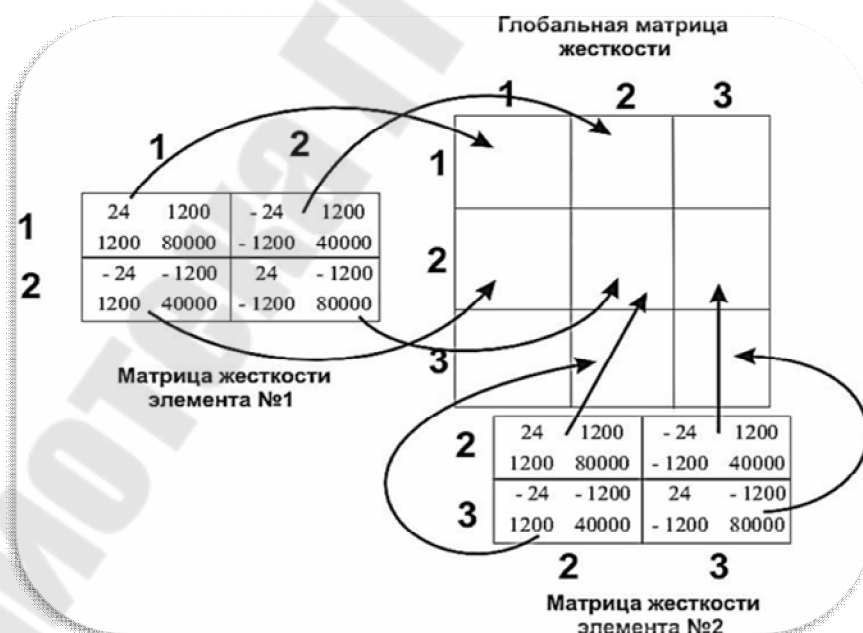 Глобальная матрица
жесткости
1 2 3
1
2
3
1 2
1
24 1200 - 24 1200
1200 80000 - 1200 40000
2
- 24 - 1200 24 - 1200
1200 40000 - 1200 80000
Матрица жесткости
элемента №1
2
24 1200 - 24 1200
1200 80000 - 1200 40000
3
- 24 - 1200 24 - 1200
1200 40000 - 1200 80000
2 3
Матрица жесткости
элемента №2